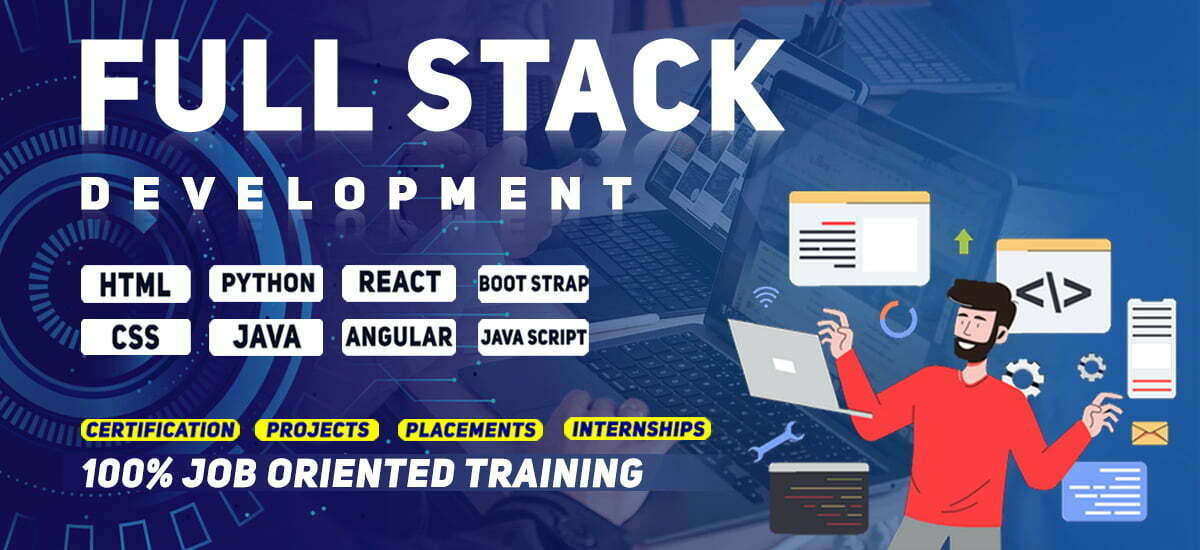 FULL STACK
DEVELOPMENT
HTML PYTHON REACT BOOT STRAP
CSS JAVA ANGULAR JAVA SCRIPT
CERTIFICATION PROJECTS PLACEMENTS INTERNSHIPS
100% JOB ORIENTED TRAINING
<\>